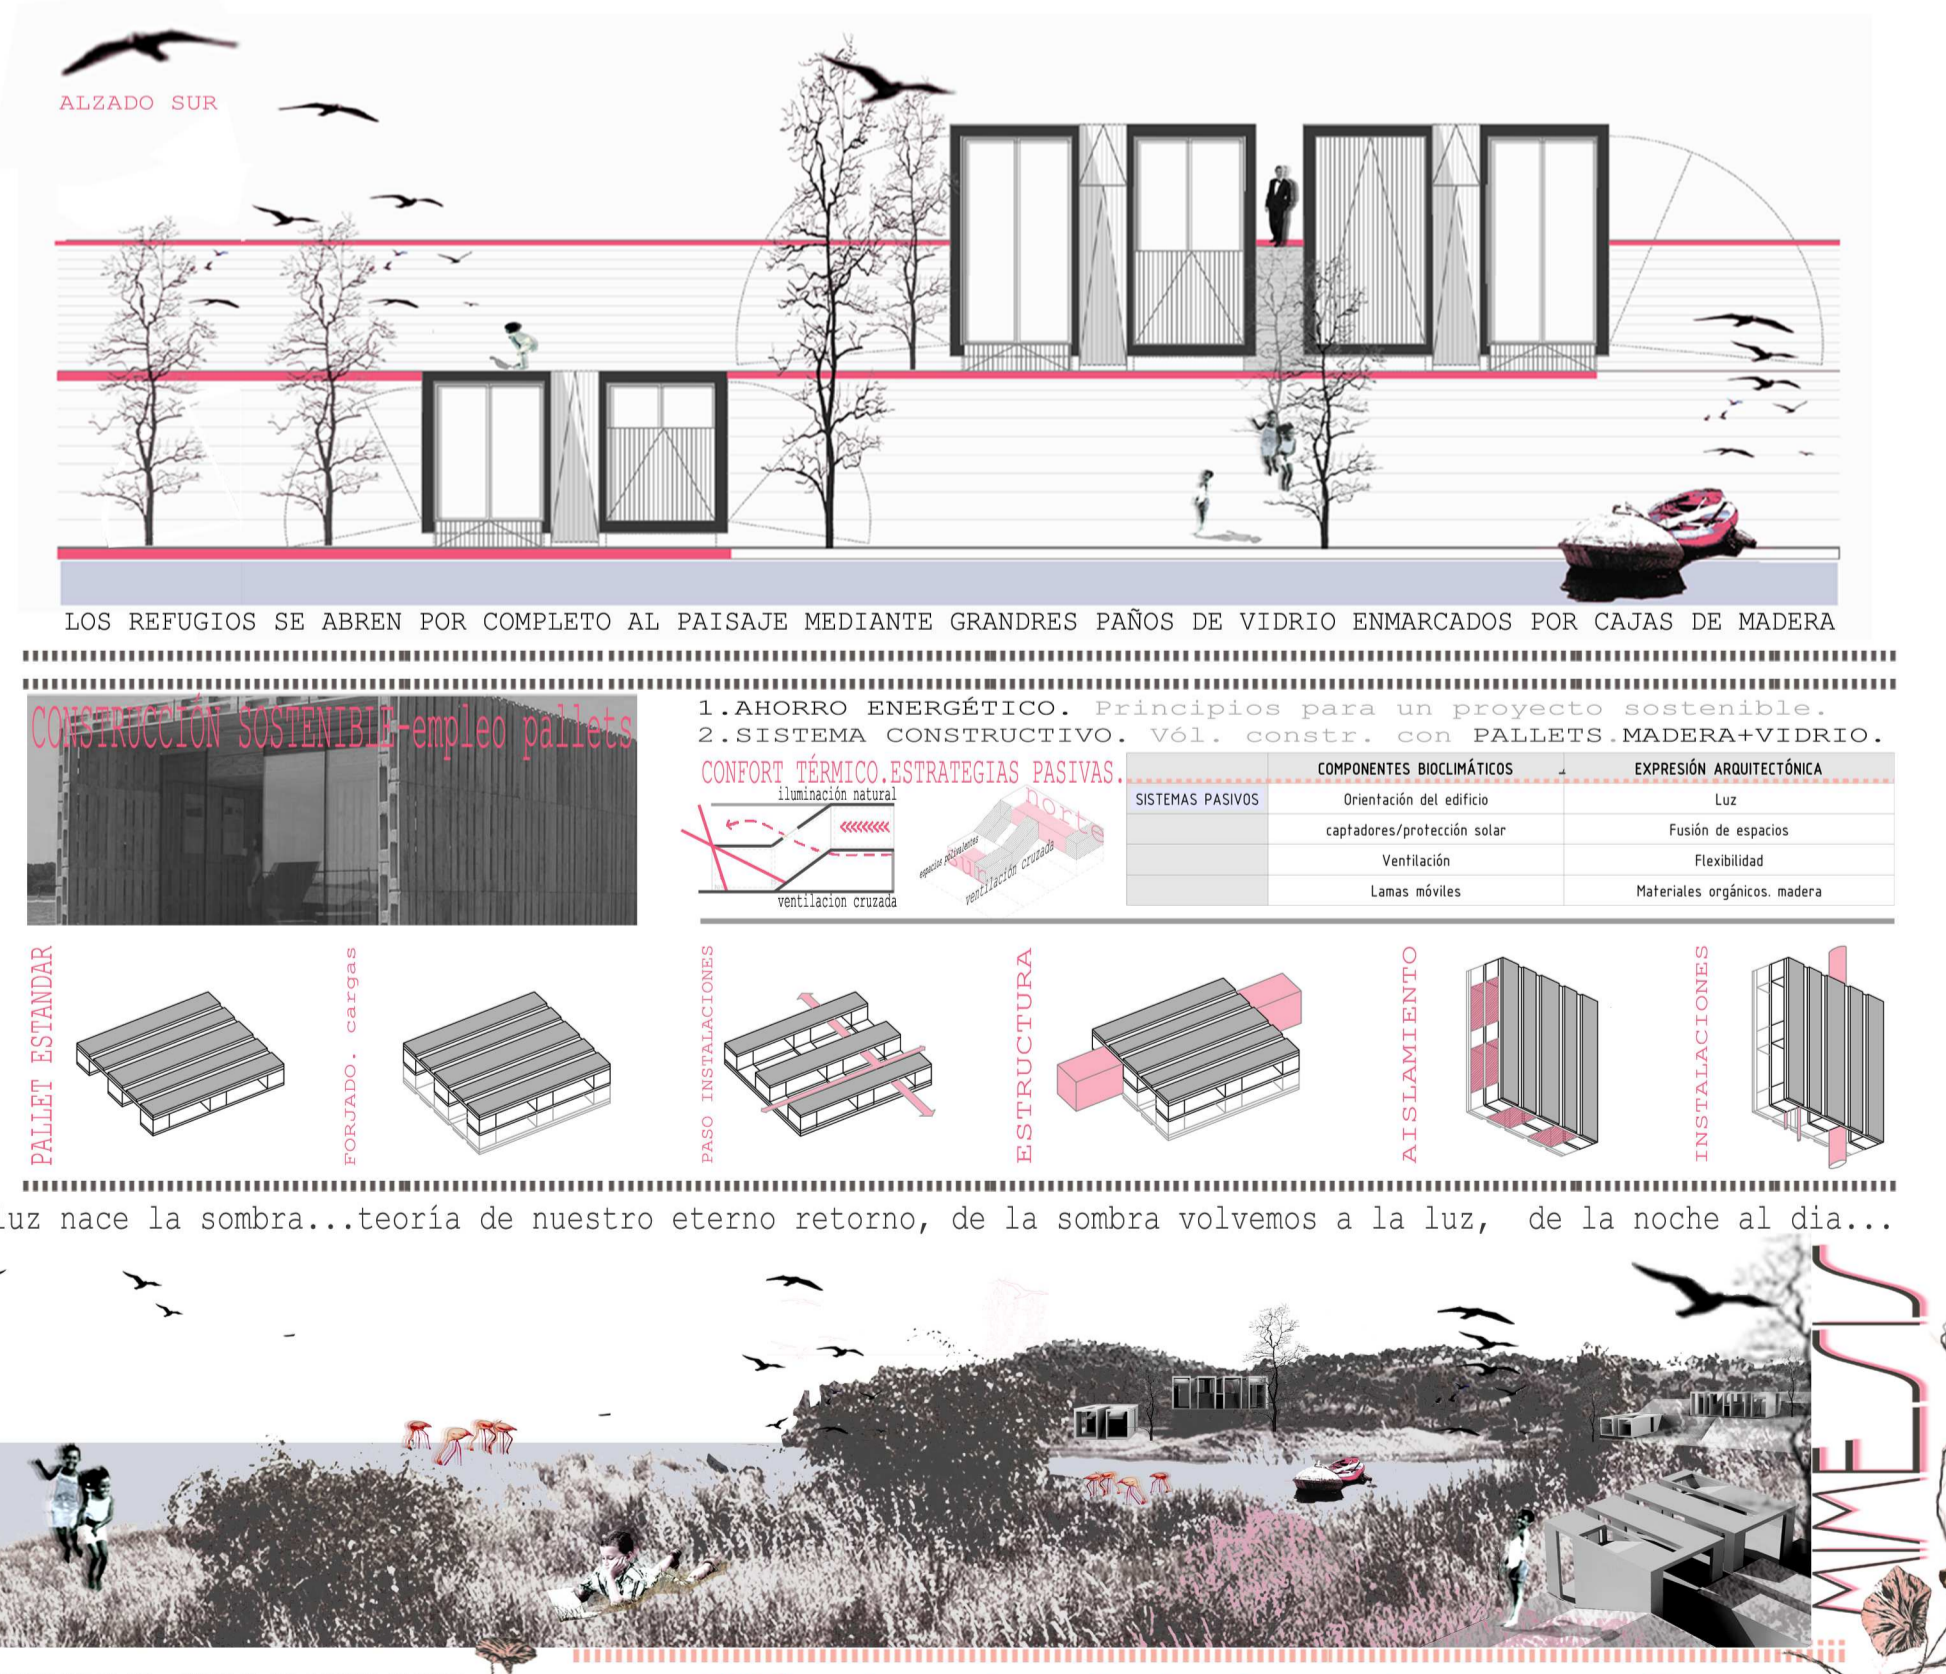 ALZADO SUR
LOS REFUGIOS SE ABREN POR COMPLETO AL PAISAJE MEDIANTE GRANDRES PAÑOS DE VIDRIO ENMARCADOS POR CAJAS DE MADERA
CONSTRUCCIÓN SOSTENIBLE-empleo pallets
1.AHORRO ENERGÉTICO. Principios para un proyecto sostenible.
2.SISTEMA CONSTRUCTIVO. Vól. constr. con PALLETS.MADERA+VIDRIO.
CONFORT TÉRMICO.ESTRATEGIAS PASIVAS.
iluminación natural
ventilacion cruzada
norte
sur
espacios polivalentes
ventilación cruzada
COMPONENTES BIOCLIMÁTICOS EXPRESIÓN ARQUITECTÓNICA
SISTEMAS PASIVOS Orientación del edificio Luz
captadores/protección solar Fusión de espacios
Ventilación Flexibilidad
Lamas móviles Materiales orgánicos. madera
PALLET ESTANDAR
FORJADO. cargas
PASO INSTALACIONES
ESTRUCTURA
AISLAMIENTO
INSTALACIONES
luz nace la sombra...teoría de nuestro eterno retorno, de la sombra volvemos a la luz, de la noche al dia...